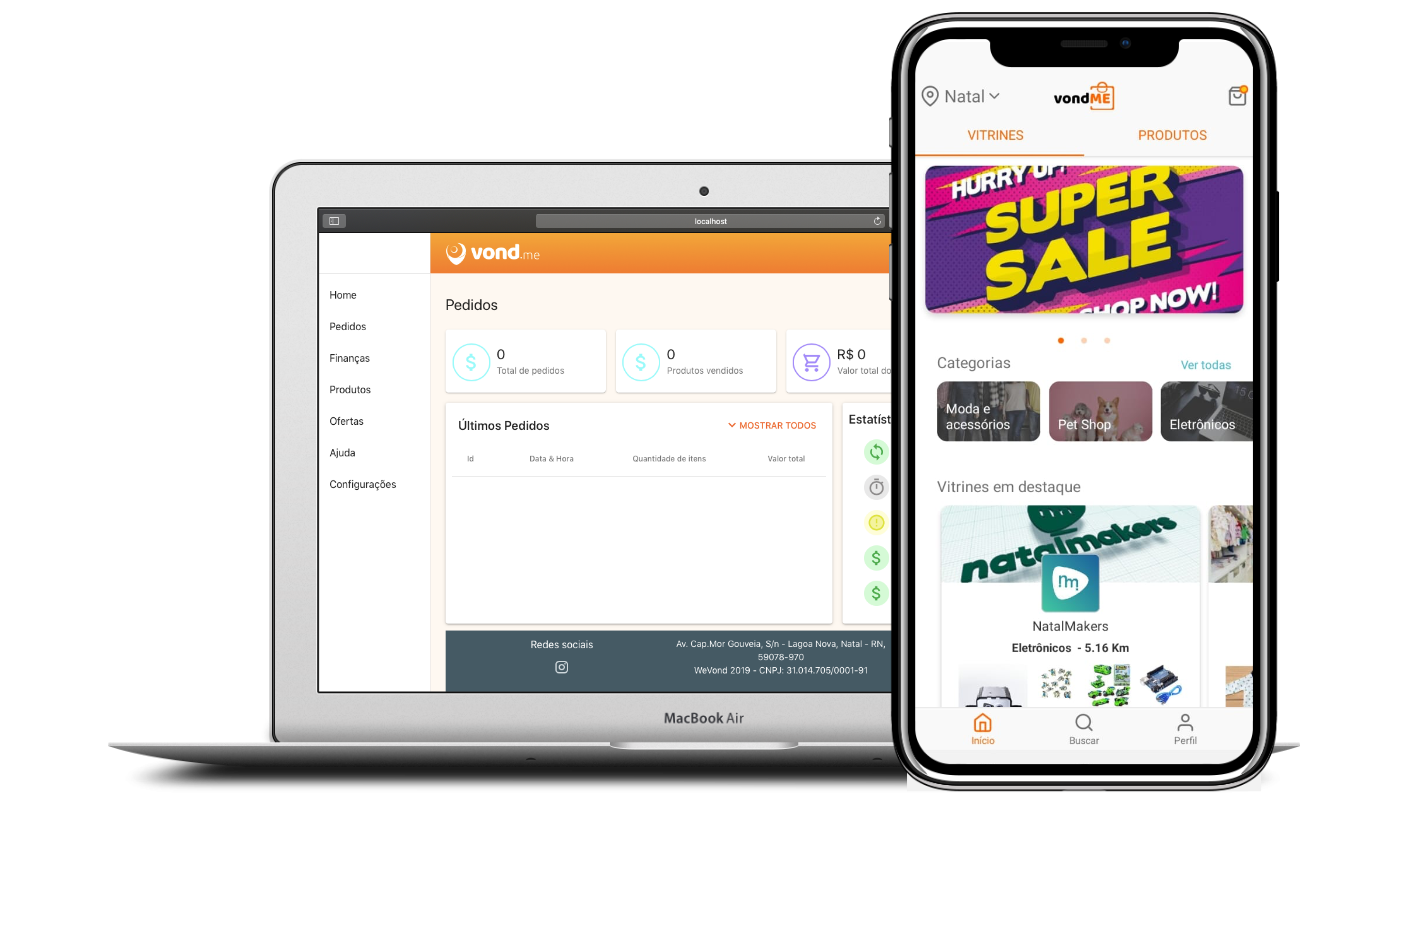 localhost
vond.me
Home
Pedidos
Finanças
Produtos
Ofertas
Ajuda
Configurações
Pedidos
0
Total de pedidos
0
Produtos vendidos
R$ 0
Valor total do
Últimos Pedidos
MOSTRAR TODOS
Id Data & Hora Quantidade de itens Valor total
Estatíst
Redes sociais
Av. Cap.Mor Gouveia, S/n - Lagoa Nova, Natal - RN,
59078-970
WeVond 2019 - CNPJ: 31.014.705/0001-91
MacBook Air
Natal
vondME
VITRINES PRODUTOS
HURRY UP!
SUPER
SALE
SHOP NOW!
Categorias
Ver todas
Moda e
acessórios
Pet Shop
Eletrônicos
Vitrines em destaque
natalmakers
nm
NatalMakers
Eletrônicos - 5.16 Km
Início Buscar Perfil